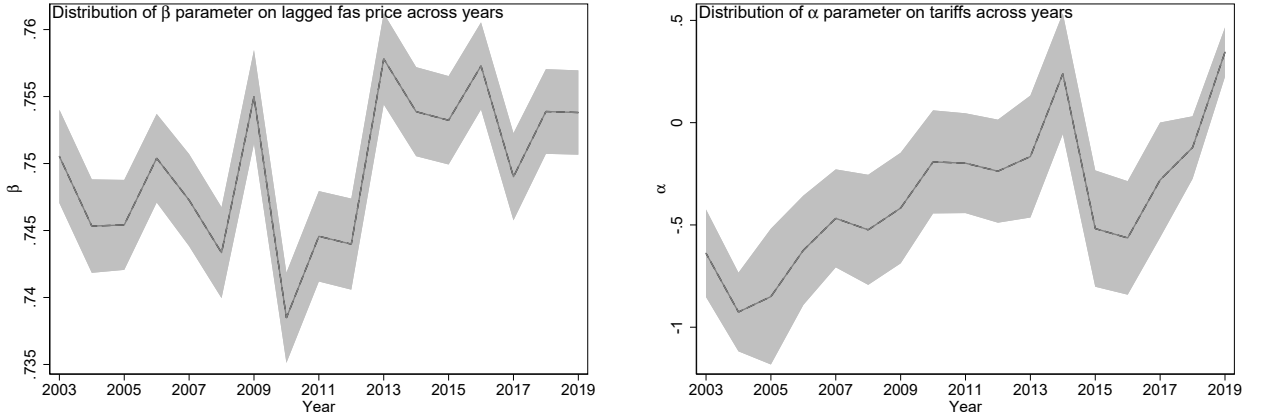 Distribution of β parameter on lagged fas price across years
.76
.755
.75
.745
.74
.735
β
2003 2005 2007 2009 2011 2013 2015 2017 2019
Year
Distribution of α parameter on tariffs across years
.5
0
-.5
-1
α
2003 2005 2007 2009 2011 2013 2015 2017 2019
Year